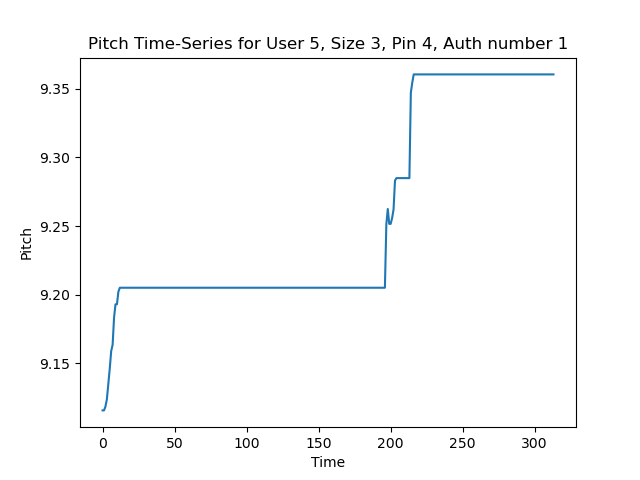 Pitch Time-Series for User 5, Size 3, Pin 4, Auth number 1
9.35
9.30
9.25
9.20
9.15
Pitch
0 50 100 150 200 250 300
Time